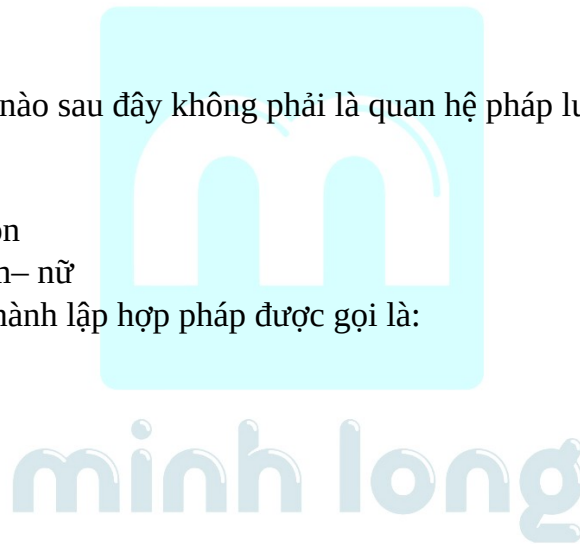 nào sau đây không phải là quan hệ pháp lu
on
n– nữ
hành lập hợp pháp được gọi là:
minh long